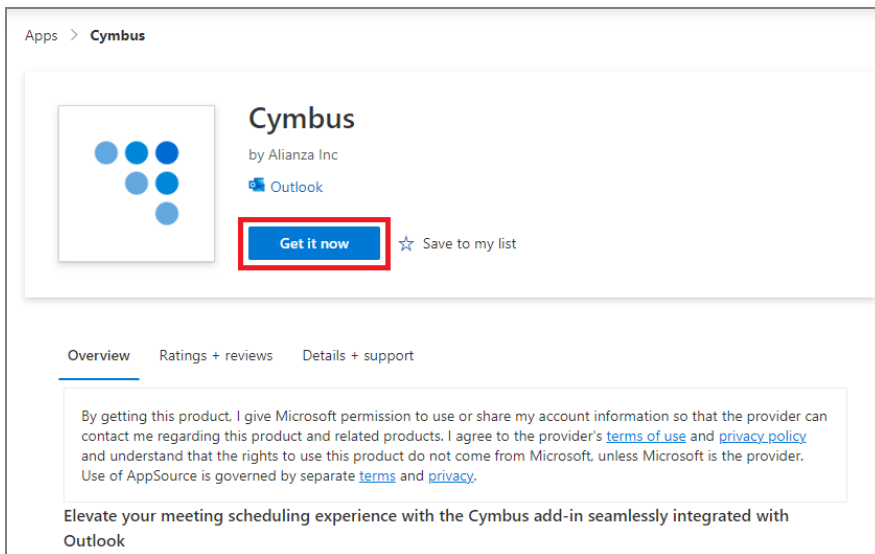 Apps > Cymbus
Cymbus
by Alianza Inc
Outlook
Get it now ☆ Save to my list
Overview Ratings + reviews Details + support
By getting this product, I give Microsoft permission to use or share my account information so that the provider can
contact me regarding this product and related products. I agree to the provider's terms of use and privacy policy
and understand that the rights to use this product do not come from Microsoft, unless Microsoft is the provider.
Use of AppSource is governed by separate terms and privacy.
Elevate your meeting scheduling experience with the Cymbus add-in seamlessly integrated with
Outlook